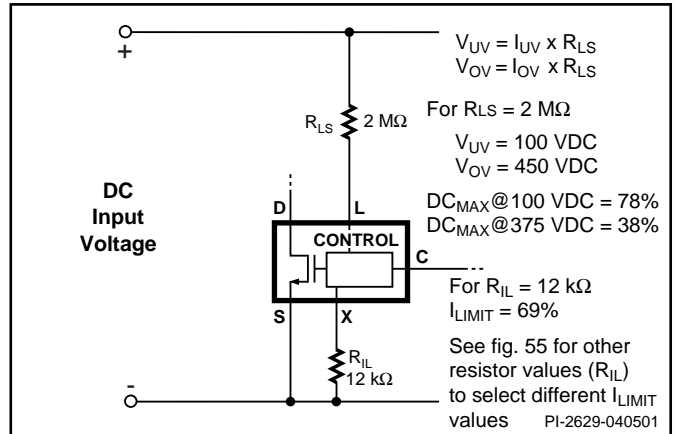 +
V_UV = I_UV x R_LS
V_OV = I_OV x R_LS
R_LS 2 MΩ
For RLS = 2 MΩ
V_UV = 100 VDC
V_OV = 450 VDC
DC
Input
Voltage
DC_MAX@100 VDC = 78%
DC_MAX@375 VDC = 38%
D
L
CONTROL
C
S
X
For R_IL = 12 kΩ
I_LIMIT = 69%
R_IL
12 kΩ
See fig. 55 for other
resistor values (R_IL)
to select different I_LIMIT
values PI-2629-040501
-